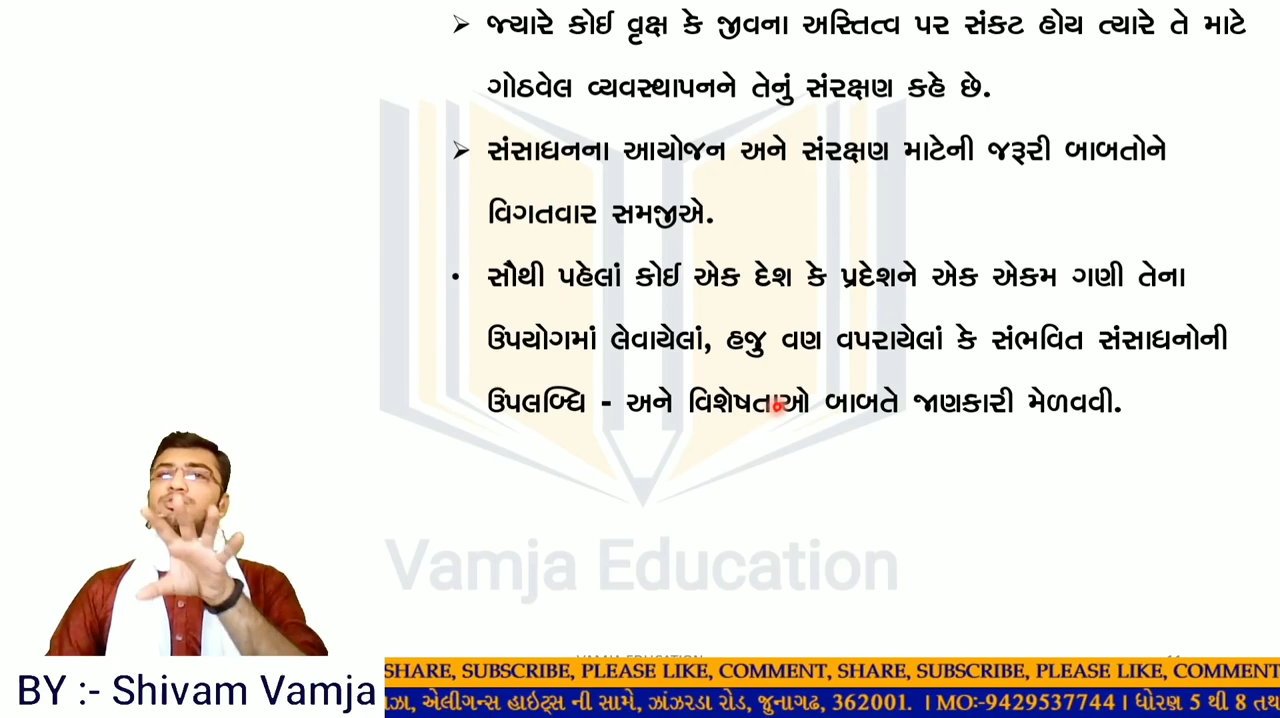 ➢ જ્યારે કોઈ વૃક્ષ કે જીવના અસ્તિત્વ પર સંકટ હોય ત્યારે તે માટે
ગોઠવેલ વ્યવસ્થાપનને તેનું સંરક્ષણ કહે છે.
➢ સંસાધનના આયોજન અને સંરક્ષણ માટેની જરૂરી બાબતોને
વિગતવાર સમજીએ.
• સૌથી પહેલાં કોઈ એક દેશ કે પ્રદેશને એક એકમ ગણી તેના
ઉપયોગમાં લેવાયેલાં, હજુ વણ વપરાયેલાં કે સંભવિત સંસાધનોની
ઉપલબ્ધિ - અને વિશેષતાઓ બાબતે જાણકારી મેળવવી.
Vamja Education
BY :- Shivam Vamja
SHARE, SUBSCRIBE, PLEASE LIKE, COMMENT, SHARE, SUBSCRIBE, PLEASE LIKE, COMMENT
એલીગન્સ હાઇટ્સ ની સામે, ઝાંઝરડા રોડ, જુનાગઢ, 362001. | MO:-9429537744 | ધોરણ 5 થી 8